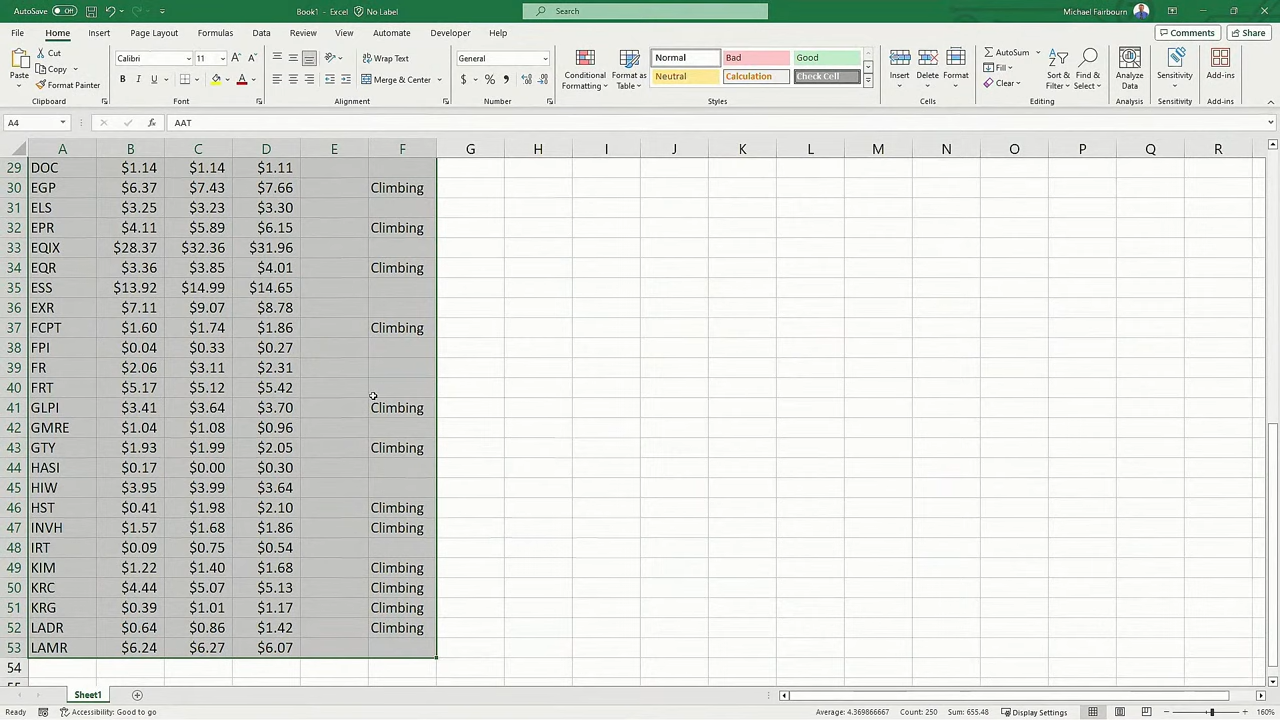 AutoSave Off Book1 - Excel No Label Search Michael Fairbourn
File Home Insert Page Layout Formulas Data Review View Automate Developer Help Comments Share
Paste Cut Copy Format Painter
Calibri 11 Wrap Text General
B I U Merge & Center $ % 9
Conditional Formatting Format as Table
Normal Bad Good
Neutral Calculation Check Cell
Insert Delete Format
AutoSum Fill Clear
Sort & Filter Find & Select
Analyze Data Sensitivity Add-ins
Clipboard Font Alignment Number Styles Cells Editing Analysis Sensitivity Add-ins
A4 fx AAT
A B C D E F G H I J K L M N O P Q R
29 DOC $1.14 $1.14 $1.11
30 EGP $6.37 $7.43 $7.66 Climbing
31 ELS $3.25 $3.23 $3.30
32 EPR $4.11 $5.89 $6.15 Climbing
33 EQIX $28.37 $32.36 $31.96
34 EQR $3.36 $3.85 $4.01 Climbing
35 ESS $13.92 $14.99 $14.65
36 EXR $7.11 $9.07 $8.78
37 FCPT $1.60 $1.74 $1.86 Climbing
38 FPI $0.04 $0.33 $0.27
39 FR $2.06 $3.11 $2.31
40 FRT $5.17 $5.12 $5.42
41 GLPI $3.41 $3.64 $3.70 Climbing
42 GMRE $1.04 $1.08 $0.96
43 GTY $1.93 $1.99 $2.05 Climbing
44 HASI $0.17 $0.00 $0.30
45 HIW $3.95 $3.99 $3.64
46 HST $0.41 $1.98 $2.10 Climbing
47 INVH $1.57 $1.68 $1.86 Climbing
48 IRT $0.09 $0.75 $0.54
49 KIM $1.22 $1.40 $1.68 Climbing
50 KRC $4.44 $5.07 $5.13 Climbing
51 KRG $0.39 $1.01 $1.17 Climbing
52 LADR $0.64 $0.86 $1.42 Climbing
53 LAMR $6.24 $6.27 $6.07
54
Sheet1
Ready Accessibility: Good to go Average: 4.369866667 Count: 250 Sum: 655.48 Display Settings 160%